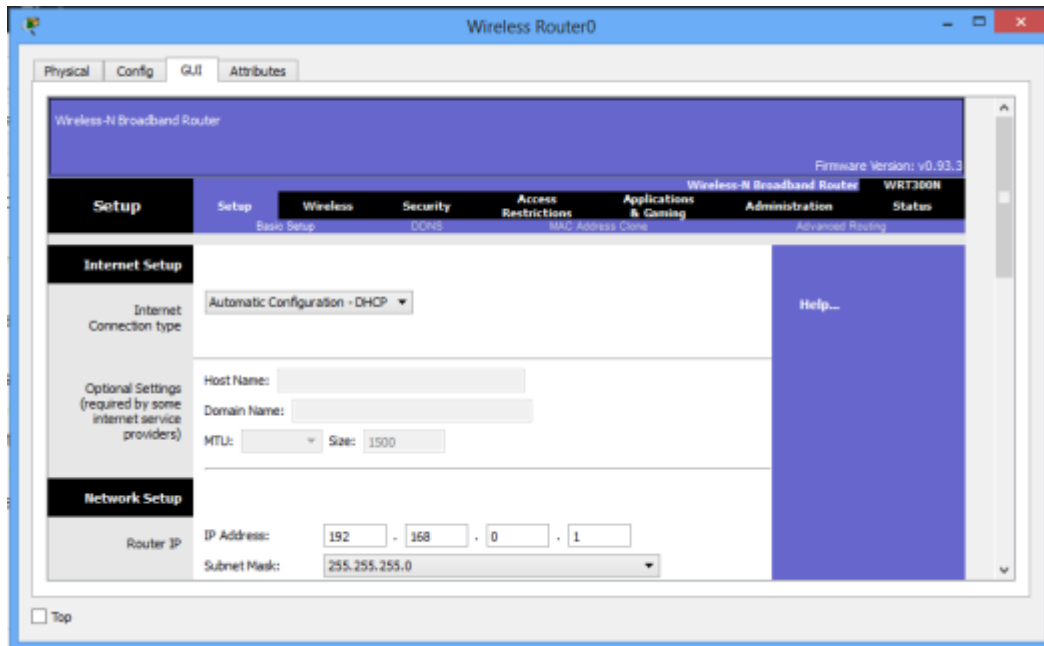 Wireless Router0
Physical Config GUI Attributes
Wireless-N Broadband Router
Firmware Version: v0.93.3
Wireless-N Broadband Router WRT300N
Setup Setup Wireless Security Access Restrictions Applications & Gaming Administration Status
Basic Setup DDNS MAC Address Clone Advanced Routing
Internet Setup
Internet
Connection type
Automatic Configuration - DHCP
Help...
Optional Settings
(required by some
internet service
providers)
Host Name:
Domain Name:
MTU: Size: 1500
Network Setup
Router IP
IP Address: 192 . 168 . 0 . 1
Subnet Mask: 255.255.255.0
Top